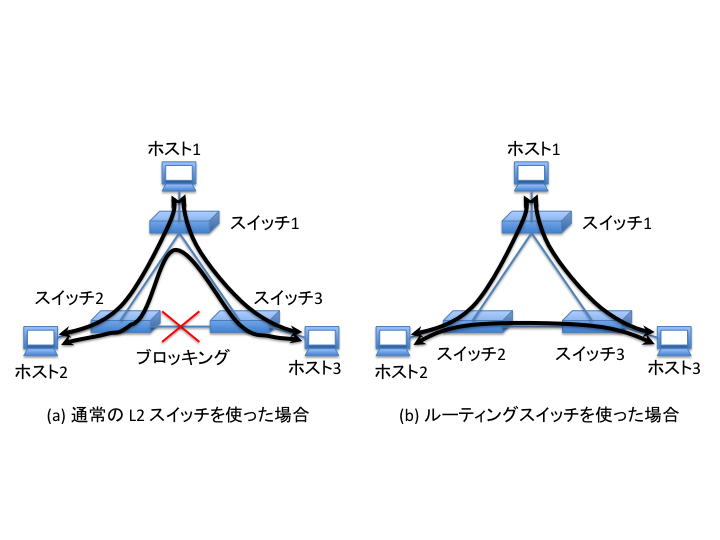 ホスト1
スイッチ1
スイッチ2
スイッチ3
ブロッキング
ホスト2
ホスト3
(a) 通常の L2 スイッチを使った場合
ホスト1
スイッチ1
スイッチ2
スイッチ3
ホスト2
ホスト3
(b) ルーティングスイッチを使った場合